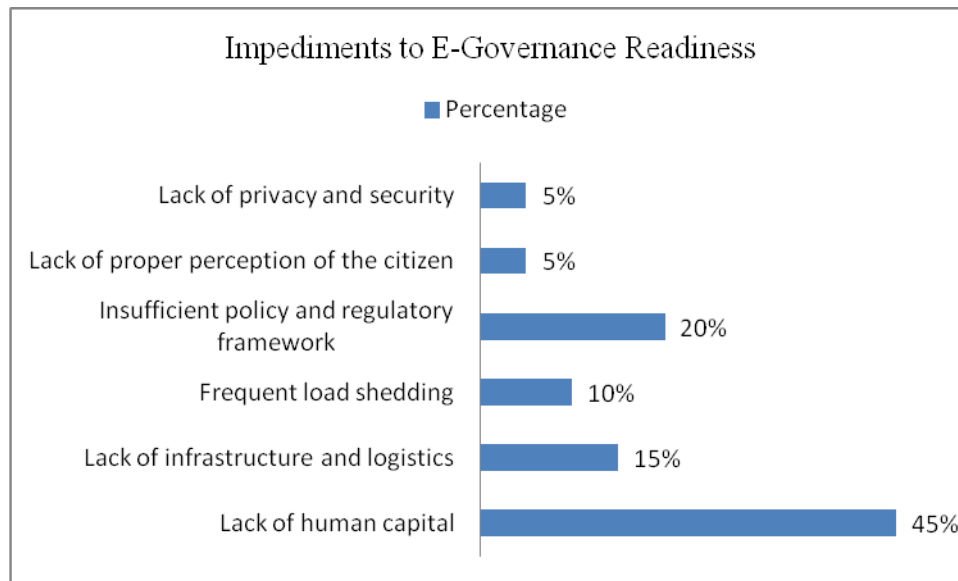 Impediments to E-Governance Readiness
Percentage
Lack of privacy and security 5%
Lack of proper perception of the citizen 5%
Insufficient policy and regulatory
framework 20%
Frequent load shedding 10%
Lack of infrastructure and logistics 15%
Lack of human capital 45%